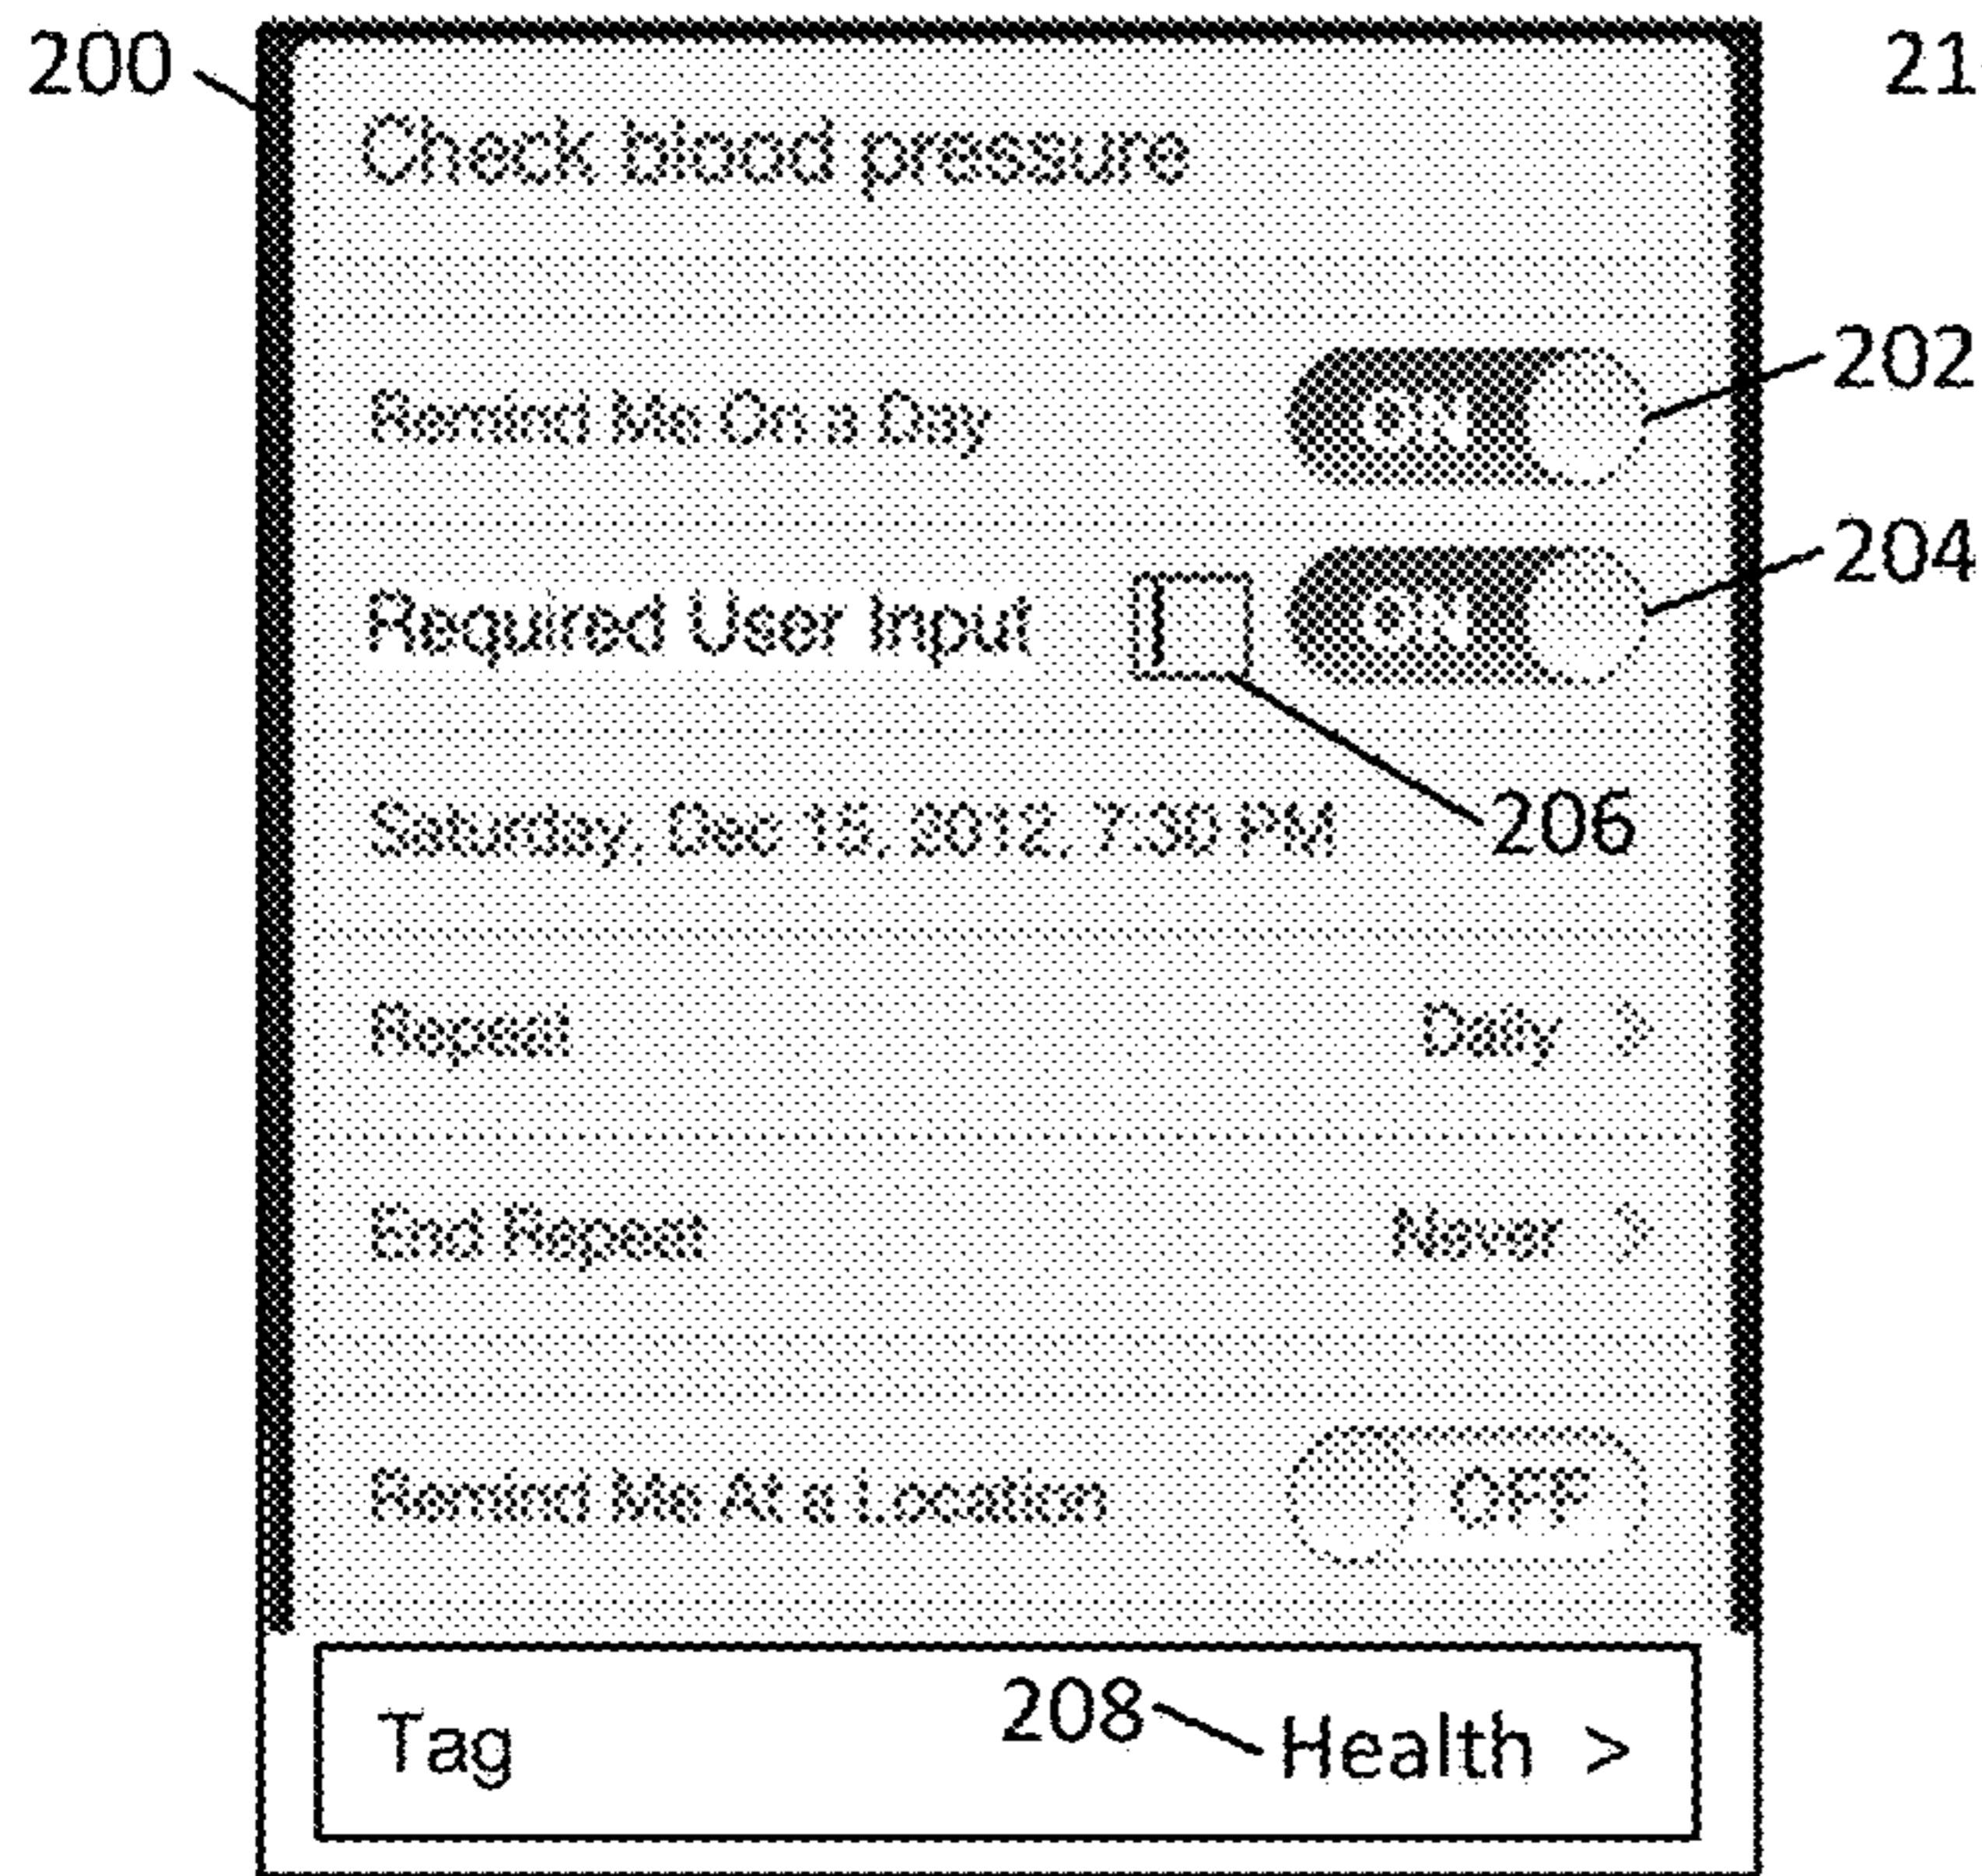 200
21
Check blood pressure
Remind Me On a Day ON 202
Required User Input ON 204
Saturday, Dec 15, 2012, 7:30 PM 206
Repeat Daily >
End Repeat Never >
Remind Me At a Location OFF
Tag 208 Health >